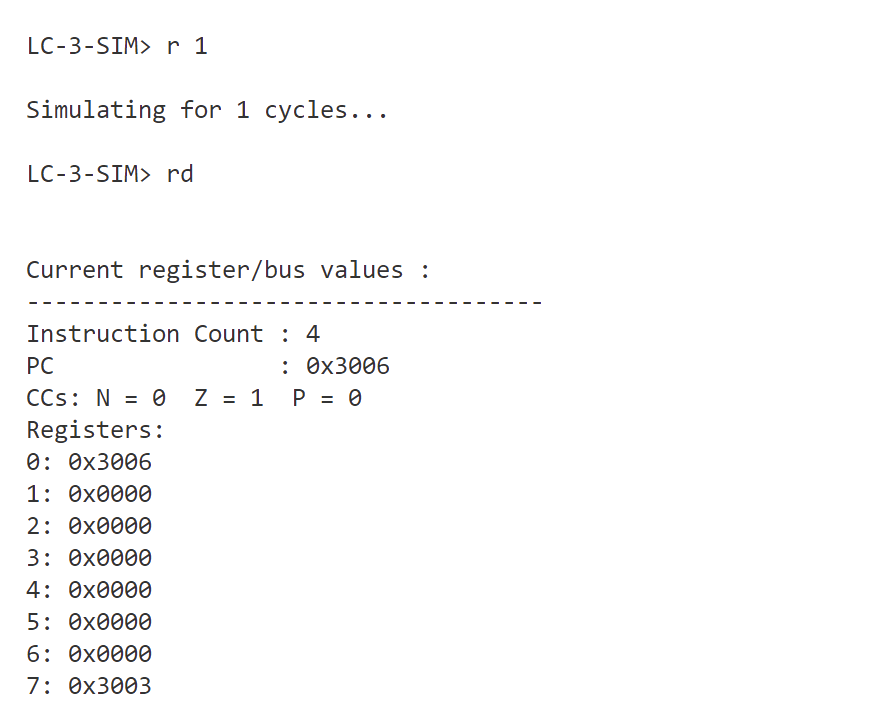 LC-3-SIM> r 1
Simulating for 1 cycles...
LC-3-SIM> rd
Current register/bus values :
-------------------------------------
Instruction Count : 4
PC                : 0x3006
CCs: N = 0  Z = 1  P = 0
Registers:
0: 0x3006
1: 0x0000
2: 0x0000
3: 0x0000
4: 0x0000
5: 0x0000
6: 0x0000
7: 0x3003